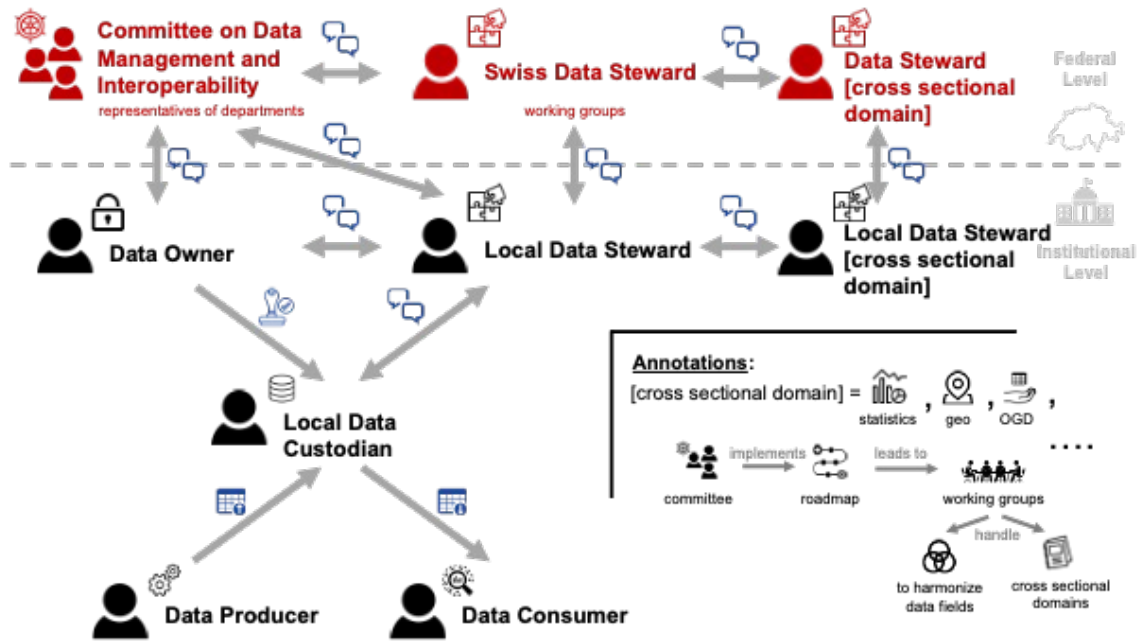 Committee on Data
Management and
Interoperability
representatives of departments
Swiss Data Steward
working groups
Data Steward
[cross sectional
domain]
Federal
Level
Data Owner
Local Data Steward
Local Data Steward
[cross sectional
domain]
Institutional
Level
Local Data
Custodian
Data Producer
Data Consumer
Annotations:
[cross sectional domain] =
statistics
,
geo
,
OGD
,
....
committee
implements
roadmap
leads to
working groups
handle
to harmonize
data fields
cross sectional
domains